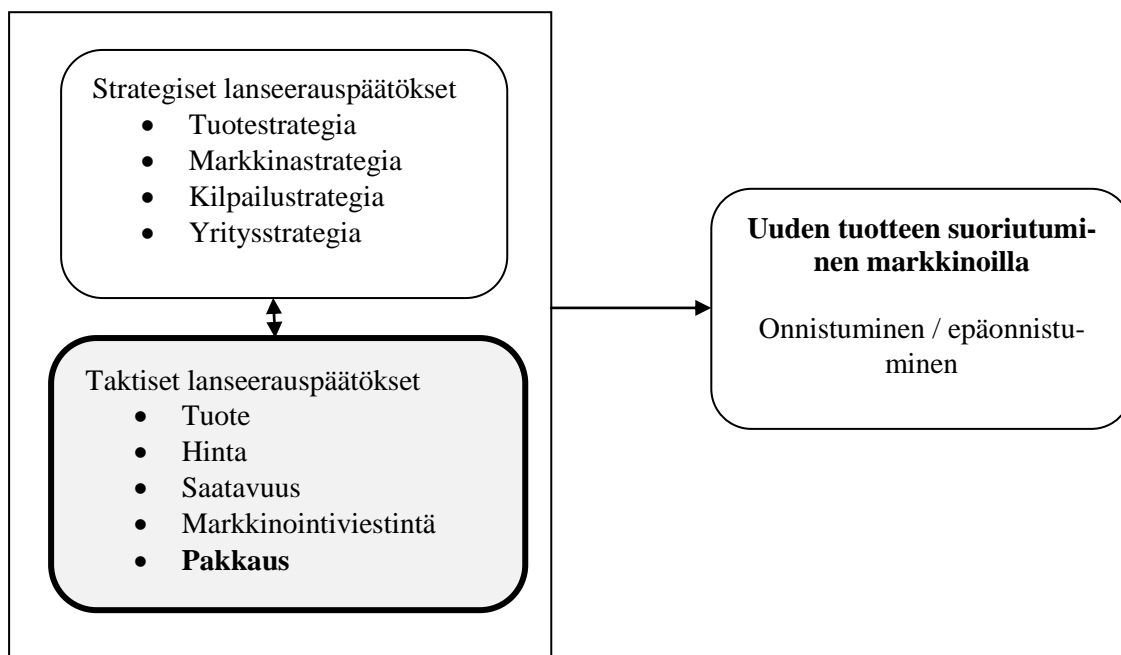 Strategiset lanseerauspäätökset
• Tuotestrategia
• Markkinastrategia
• Kilpailustrategia
• Yritysstrategia
Taktiset lanseerauspäätökset
• Tuote
• Hinta
• Saatavuus
• Markkinointiviestintä
• Pakkaus
Uuden tuotteen suoriutumi-
nen markkinoilla
Onnistuminen / epäonnistu-
minen